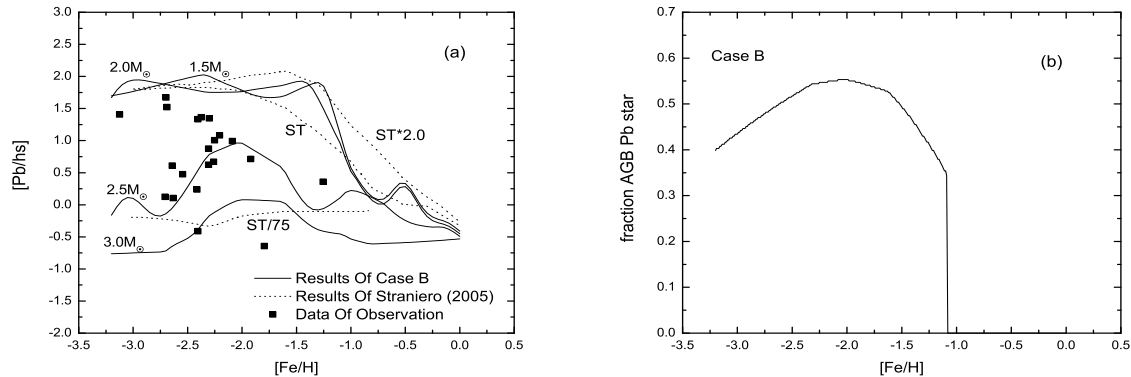 3.0
2.5
2.0
1.5
1.0
0.5
0.0
-0.5
-1.0
-1.5
-2.0
[Pb/hs]
(a)
2.0M⊙
1.5M⊙
ST
ST*2.0
2.5M⊙
ST/75
3.0M⊙
Results Of Case B
Results Of Straniero (2005)
Data Of Observation
-3.5 -3.0 -2.5 -2.0 -1.5 -1.0 -0.5 0.0 0.5
[Fe/H]
0.7
0.6
0.5
0.4
0.3
0.2
0.1
0.0
fraction AGB Pb star
Case B
(b)
-3.5 -3.0 -2.5 -2.0 -1.5 -1.0 -0.5 0.0 0.5
[Fe/H]